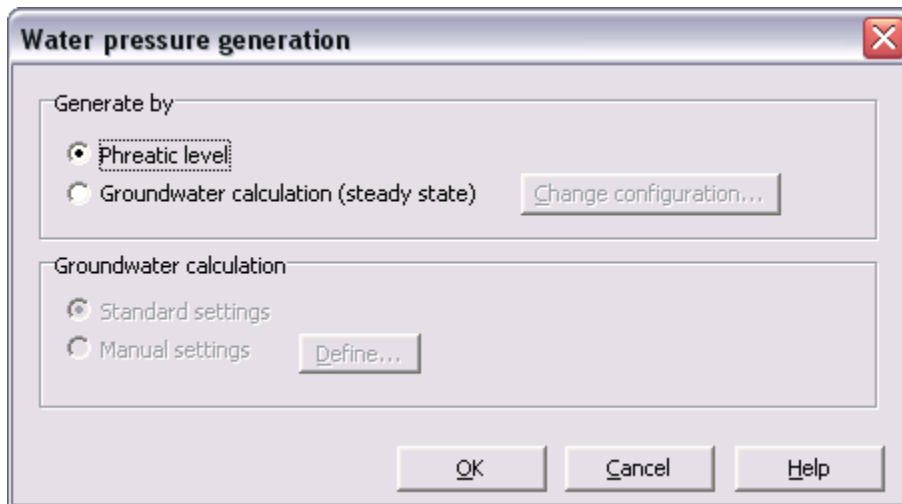 Water pressure generation
Generate by
Phreatic level
Groundwater calculation (steady state) Change configuration...
Groundwater calculation
Standard settings
Manual settings Define...
OK Cancel Help